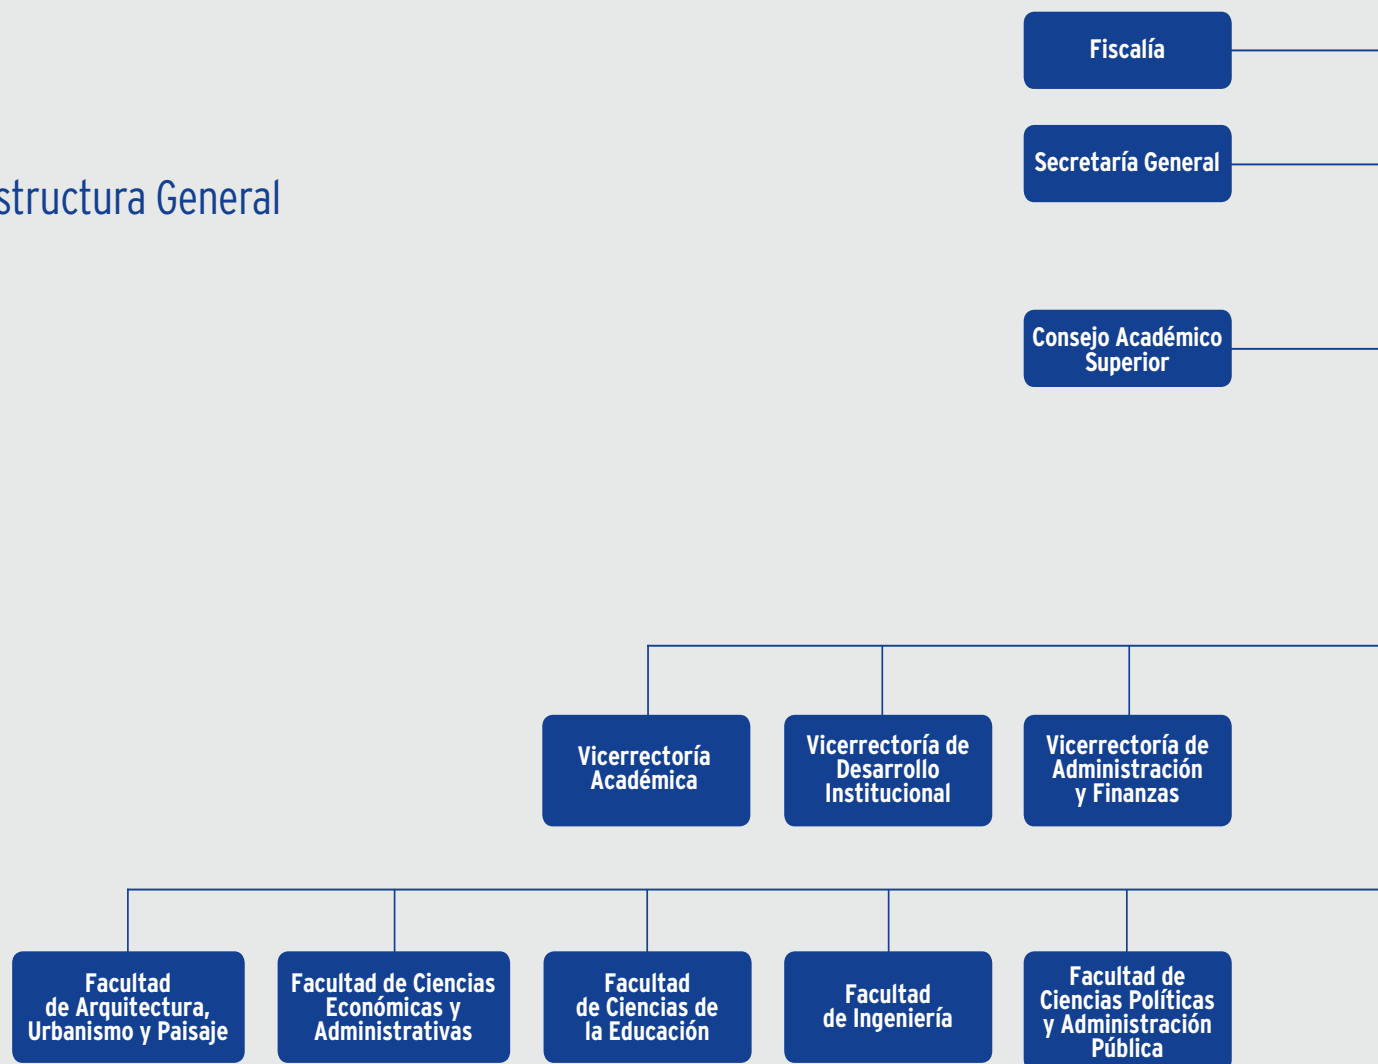 Fiscalía
Secretaría General
structura General
Consejo Académico
Superior
Vicerrectoría
Académica
Vicerrectoría de
Desarrollo
Institucional
Vicerrectoría de
Administración
y Finanzas
Facultad
de Arquitectura,
Urbanismo y Paisaje
Facultad de Ciencias
Económicas y
Administrativas
Facultad
de Ciencias de
la Educación
Facultad
de Ingeniería
Facultad de
Ciencias Políticas
y Administración
Pública